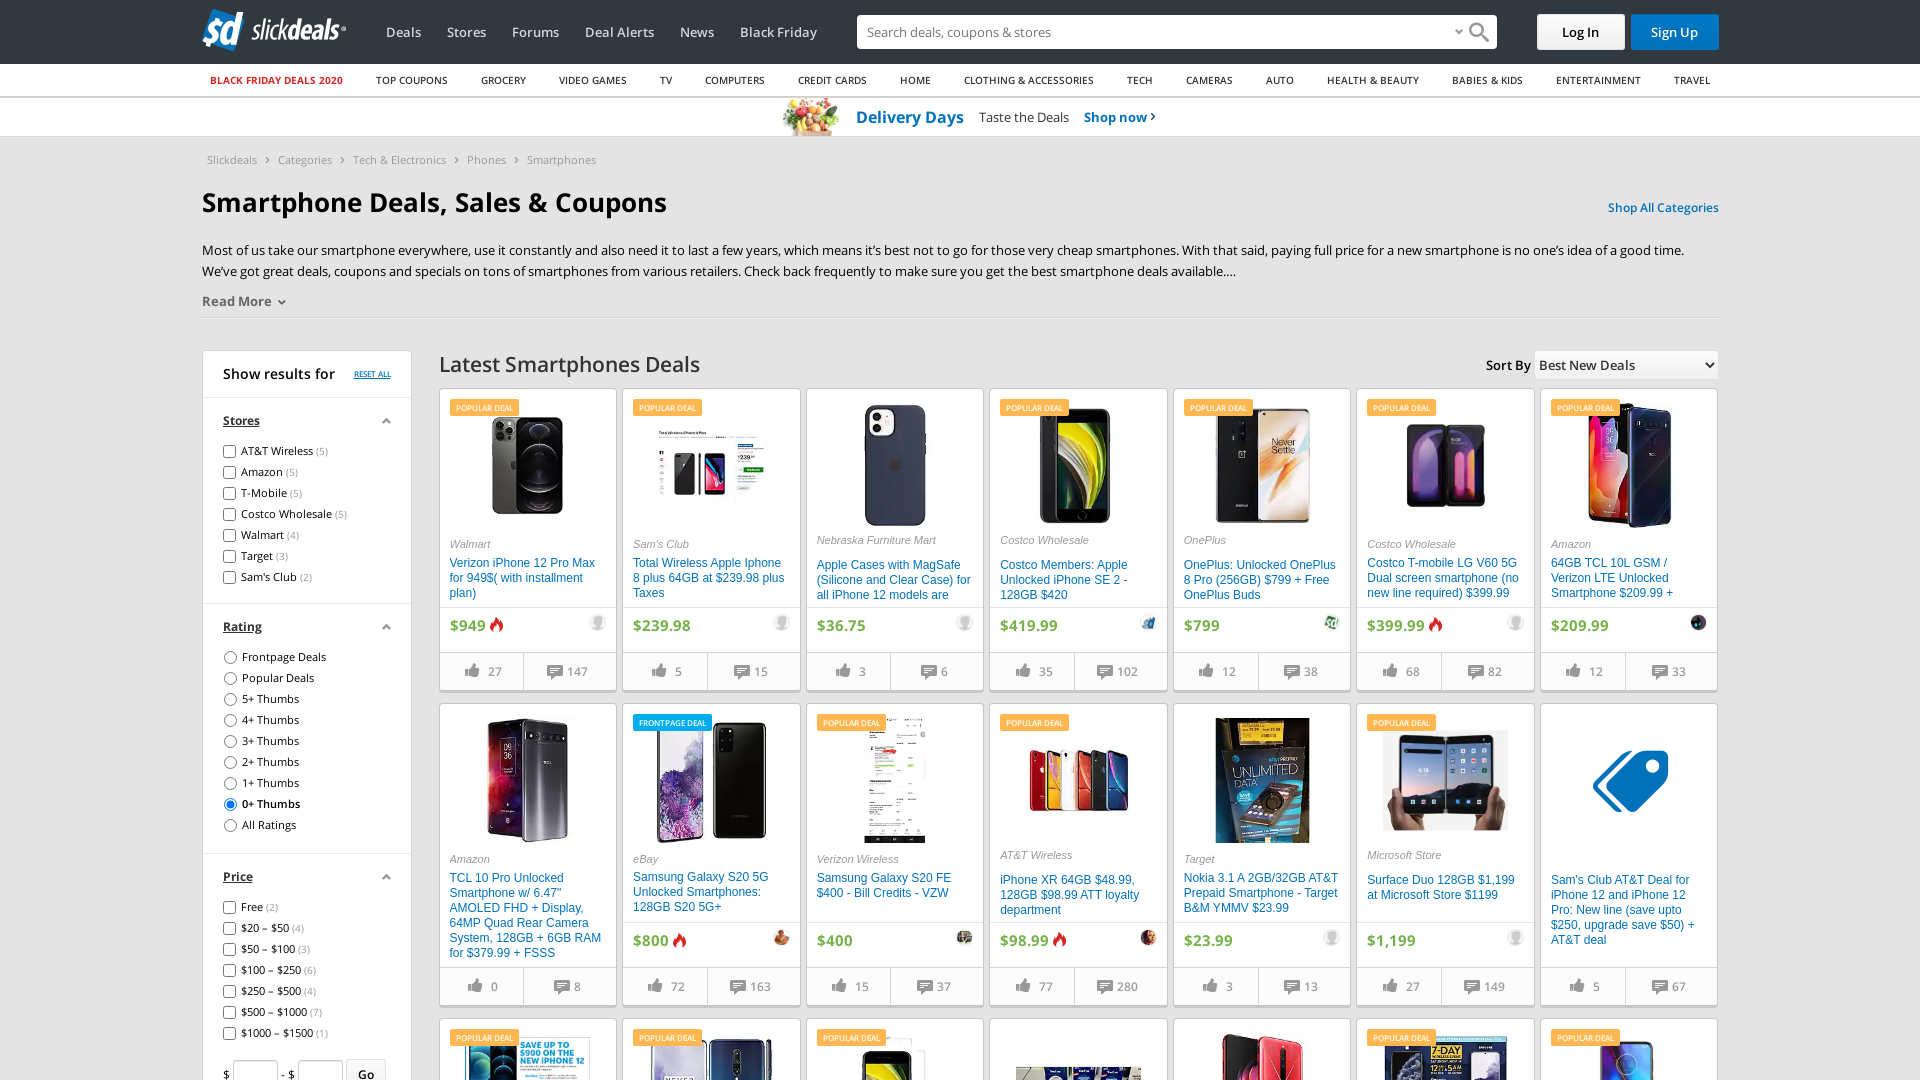 slickdeals
Deals
Stores
Forums
Deal Alerts
News
Black Friday
Search deals, coupons & stores
Log In
Sign Up
BLACK FRIDAY DEALS 2020
TOP COUPONS
GROCERY
VIDEO GAMES
TV
COMPUTERS
CREDIT CARDS
HOME
CLOTHING & ACCESSORIES
TECH
CAMERAS
AUTO
HEALTH & BEAUTY
BABIES & KIDS
ENTERTAINMENT
TRAVEL
Delivery Days Taste the Deals Shop now
Slickdeals > Categories > Tech & Electronics > Phones > Smartphones
Smartphone Deals, Sales & Coupons
Shop All Categories
Most of us take our smartphone everywhere, use it constantly and also need it to last a few years, which means it’s best not to go for those very cheap smartphones. With that said, paying full price for a new smartphone is no one’s idea of a good time.
We’ve got great deals, coupons and specials on tons of smartphones from various retailers. Check back frequently to make sure you get the best smartphone deals available....
Read More
Show results for
RESET ALL
Stores
AT&T Wireless (5)
Amazon (5)
T-Mobile (5)
Costco Wholesale (5)
Walmart (4)
Target (3)
Sam's Club (2)
Rating
Frontpage Deals
Popular Deals
5+ Thumbs
4+ Thumbs
3+ Thumbs
2+ Thumbs
1+ Thumbs
0+ Thumbs
All Ratings
Price
Free (2)
$20 – $50 (4)
$50 – $100 (3)
$100 – $250 (6)
$250 – $500 (4)
$500 – $1000 (7)
$1000 – $1500 (1)
$ - $ Go
Latest Smartphones Deals
Sort By Best New Deals
POPULAR DEAL
Walmart
Verizon iPhone 12 Pro Max
for 949$( with installment
plan)
$949
27
147
POPULAR DEAL
Sam's Club
Total Wireless Apple Iphone
8 plus 64GB at $239.98 plus
Taxes
$239.98
5
15
Nebraska Furniture Mart
Apple Cases with MagSafe
(Silicone and Clear Case) for
all iPhone 12 models are
$36.75
3
6
POPULAR DEAL
Costco Wholesale
Costco Members: Apple
Unlocked iPhone SE 2 -
128GB $420
$419.99
35
102
POPULAR DEAL
Never
Settle
OnePlus
OnePlus: Unlocked OnePlus
8 Pro (256GB) $799 + Free
OnePlus Buds
$799
12
38
POPULAR DEAL
Costco Wholesale
Costco T-mobile LG V60 5G
Dual screen smartphone (no
new line required) $399.99
$399.99
68
82
POPULAR DEAL
Amazon
64GB TCL 10L GSM /
Verizon LTE Unlocked
Smartphone $209.99 +
$209.99
12
33
Amazon
TCL 10 Pro Unlocked
Smartphone w/ 6.47"
AMOLED FHD + Display,
64MP Quad Rear Camera
System, 128GB + 6GB RAM
for $379.99 + FSSS
0
8
FRONTPAGE DEAL
eBay
Samsung Galaxy S20 5G
Unlocked Smartphones:
128GB S20 5G+
$800
72
163
POPULAR DEAL
Verizon Wireless
Samsung Galaxy S20 FE
$400 - Bill Credits - VZW
$400
15
37
POPULAR DEAL
AT&T Wireless
iPhone XR 64GB $48.99,
128GB $98.99 ATT loyalty
department
$98.99
77
280
UNLIMITED
DATA
Target
Nokia 3.1 A 2GB/32GB AT&T
Prepaid Smartphone - Target
B&M YMMV $23.99
$23.99
3
13
POPULAR DEAL
Microsoft Store
Surface Duo 128GB $1,199
at Microsoft Store $1199
$1,199
27
149
Sam's Club AT&T Deal for
iPhone 12 and iPhone 12
Pro: New line (save upto
$250, upgrade save $50) +
AT&T deal
5
67
POPULAR DEAL
SAVE UP TO
$900 ON THE
NEW IPHONE 12
POPULAR DEAL
POPULAR DEAL
POPULAR DEAL
7-DAY
POPULAR DEAL